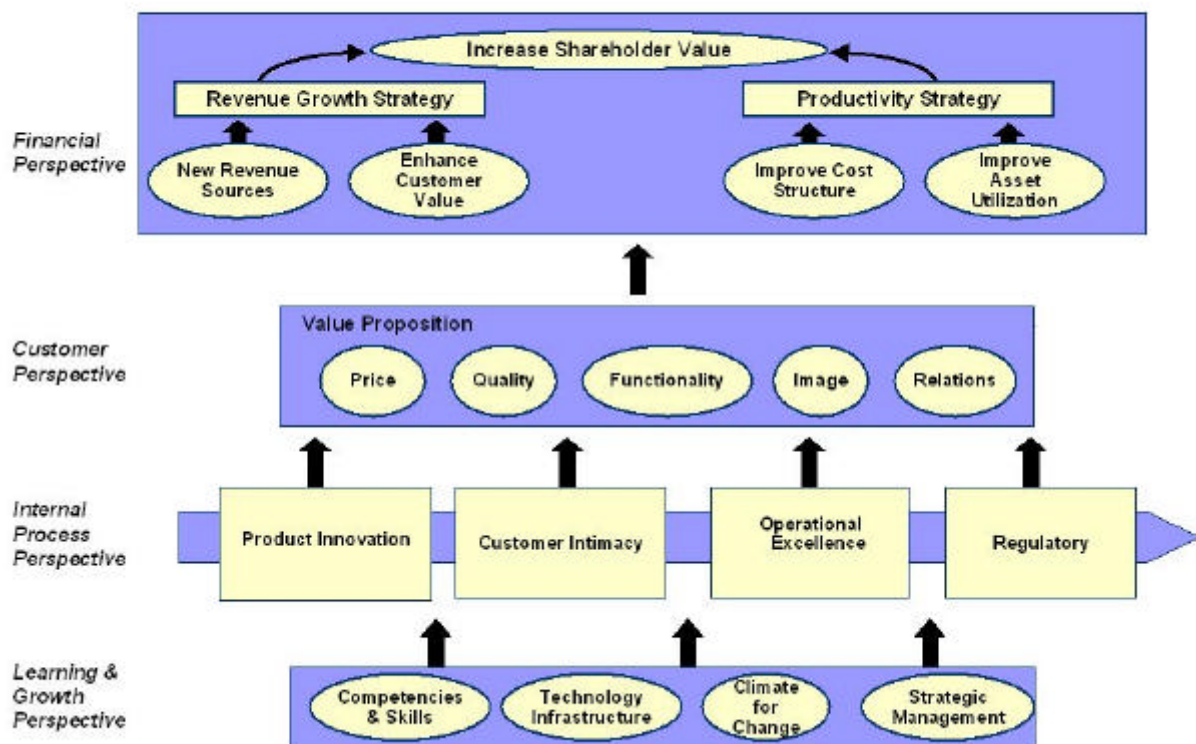 Increase Shareholder Value
Revenue Growth Strategy
Productivity Strategy
Financial
Perspective
New Revenue
Sources
Enhance
Customer
Value
Improve Cost
Structure
Improve
Asset
Utilization
Customer
Perspective
Value Proposition
Price
Quality
Functionality
Image
Relations
Internal
Process
Perspective
Product Innovation
Customer Intimacy
Operational
Excellence
Regulatory
Learning &
Growth
Perspective
Competencies
& Skills
Technology
Infrastructure
Climate
for
Change
Strategic
Management